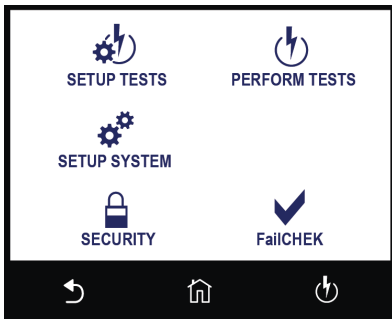 SETUP TESTS
PERFORM TESTS
SETUP SYSTEM
SECURITY
FailCHEK